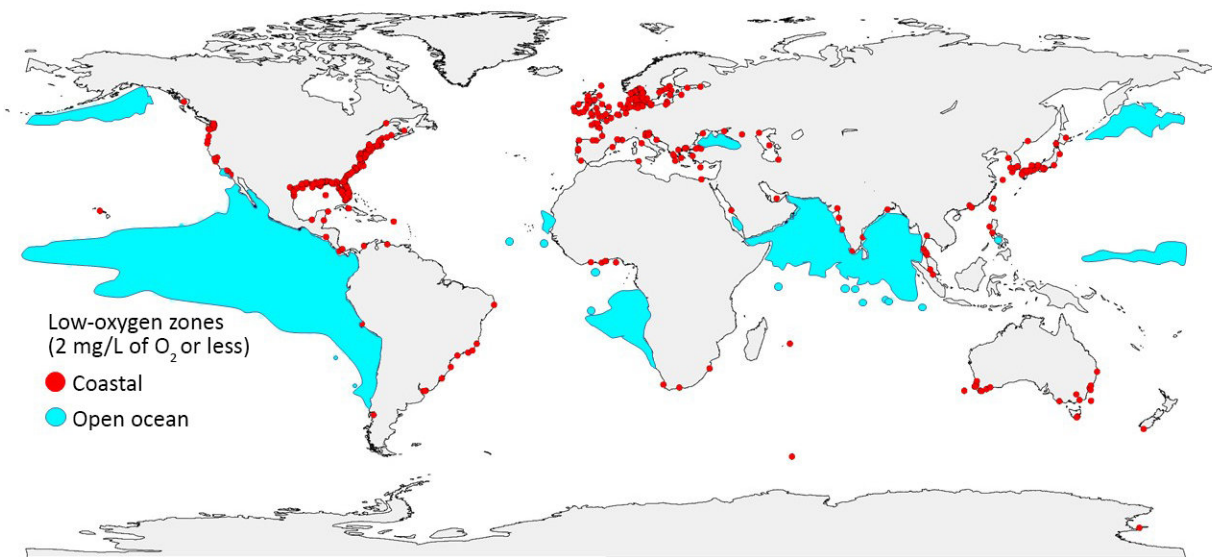 Low-oxygen zones
(2 mg/L of O₂ or less)
Coastal
Open ocean